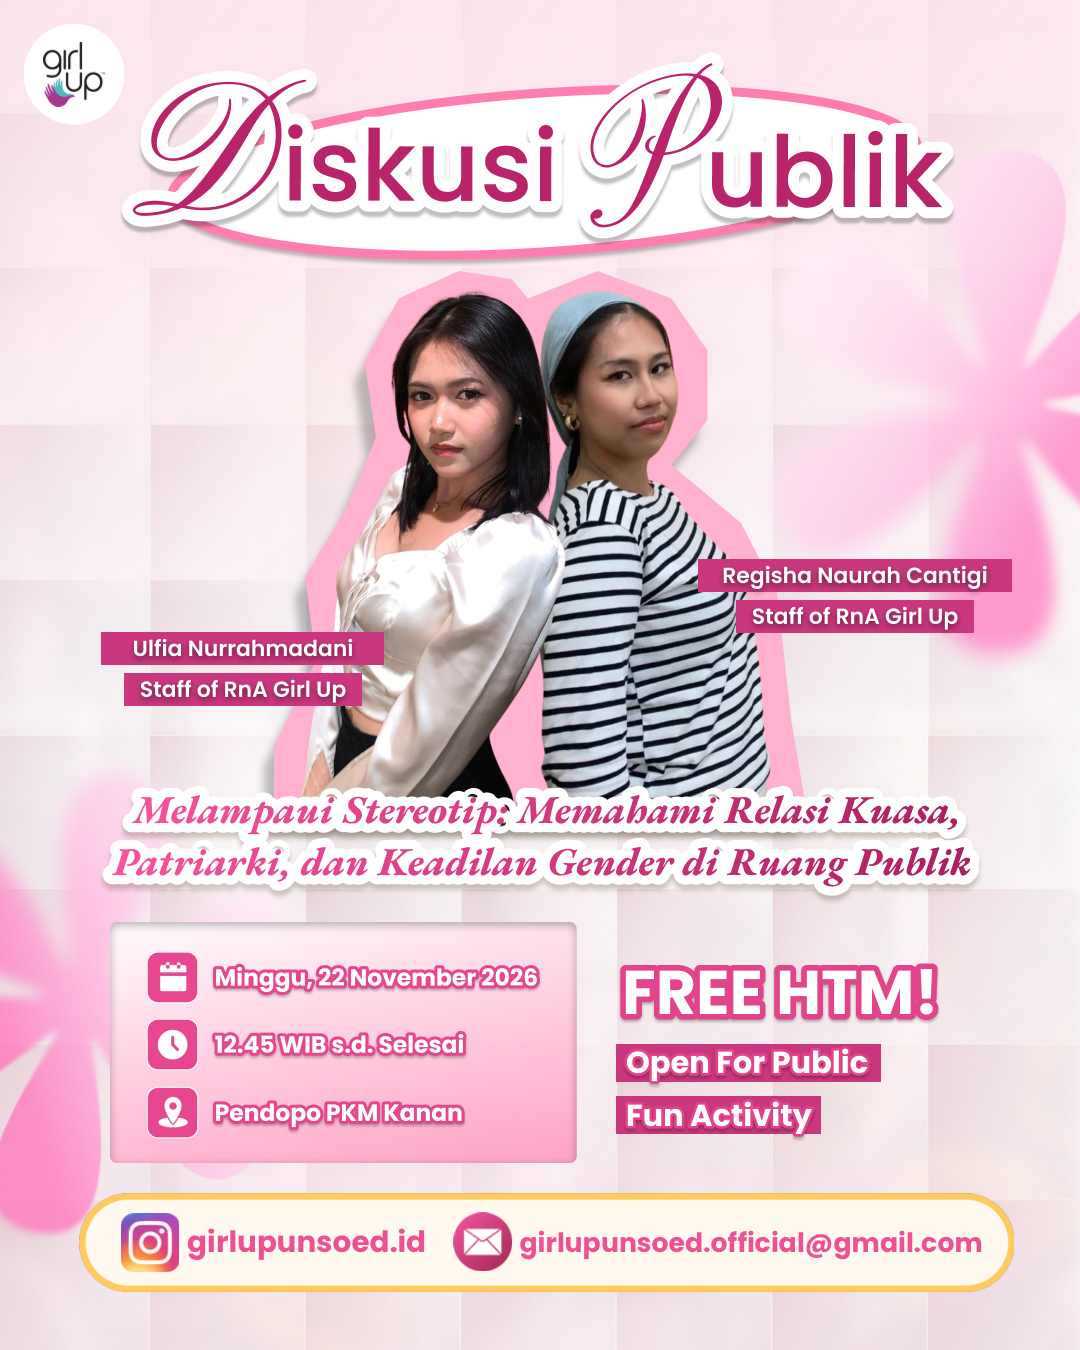 girl
up
Diskusi Publik
Regisha Naurah Cantigi
Staff of RnA Girl Up
Ulfia Nurrahmadani
Staff of RnA Girl Up
Melampaui Stereotip: Memahami Relasi Kuasa,
Patriarki, dan Keadilan Gender di Ruang Publik
Minggu, 22 November 2026
12.45 WIB s.d. Selesai
Pendopo PKM Kanan
FREE HTM!
Open For Public
Fun Activity
girlupunsoed.id
girlupunsoed.official@gmail.com